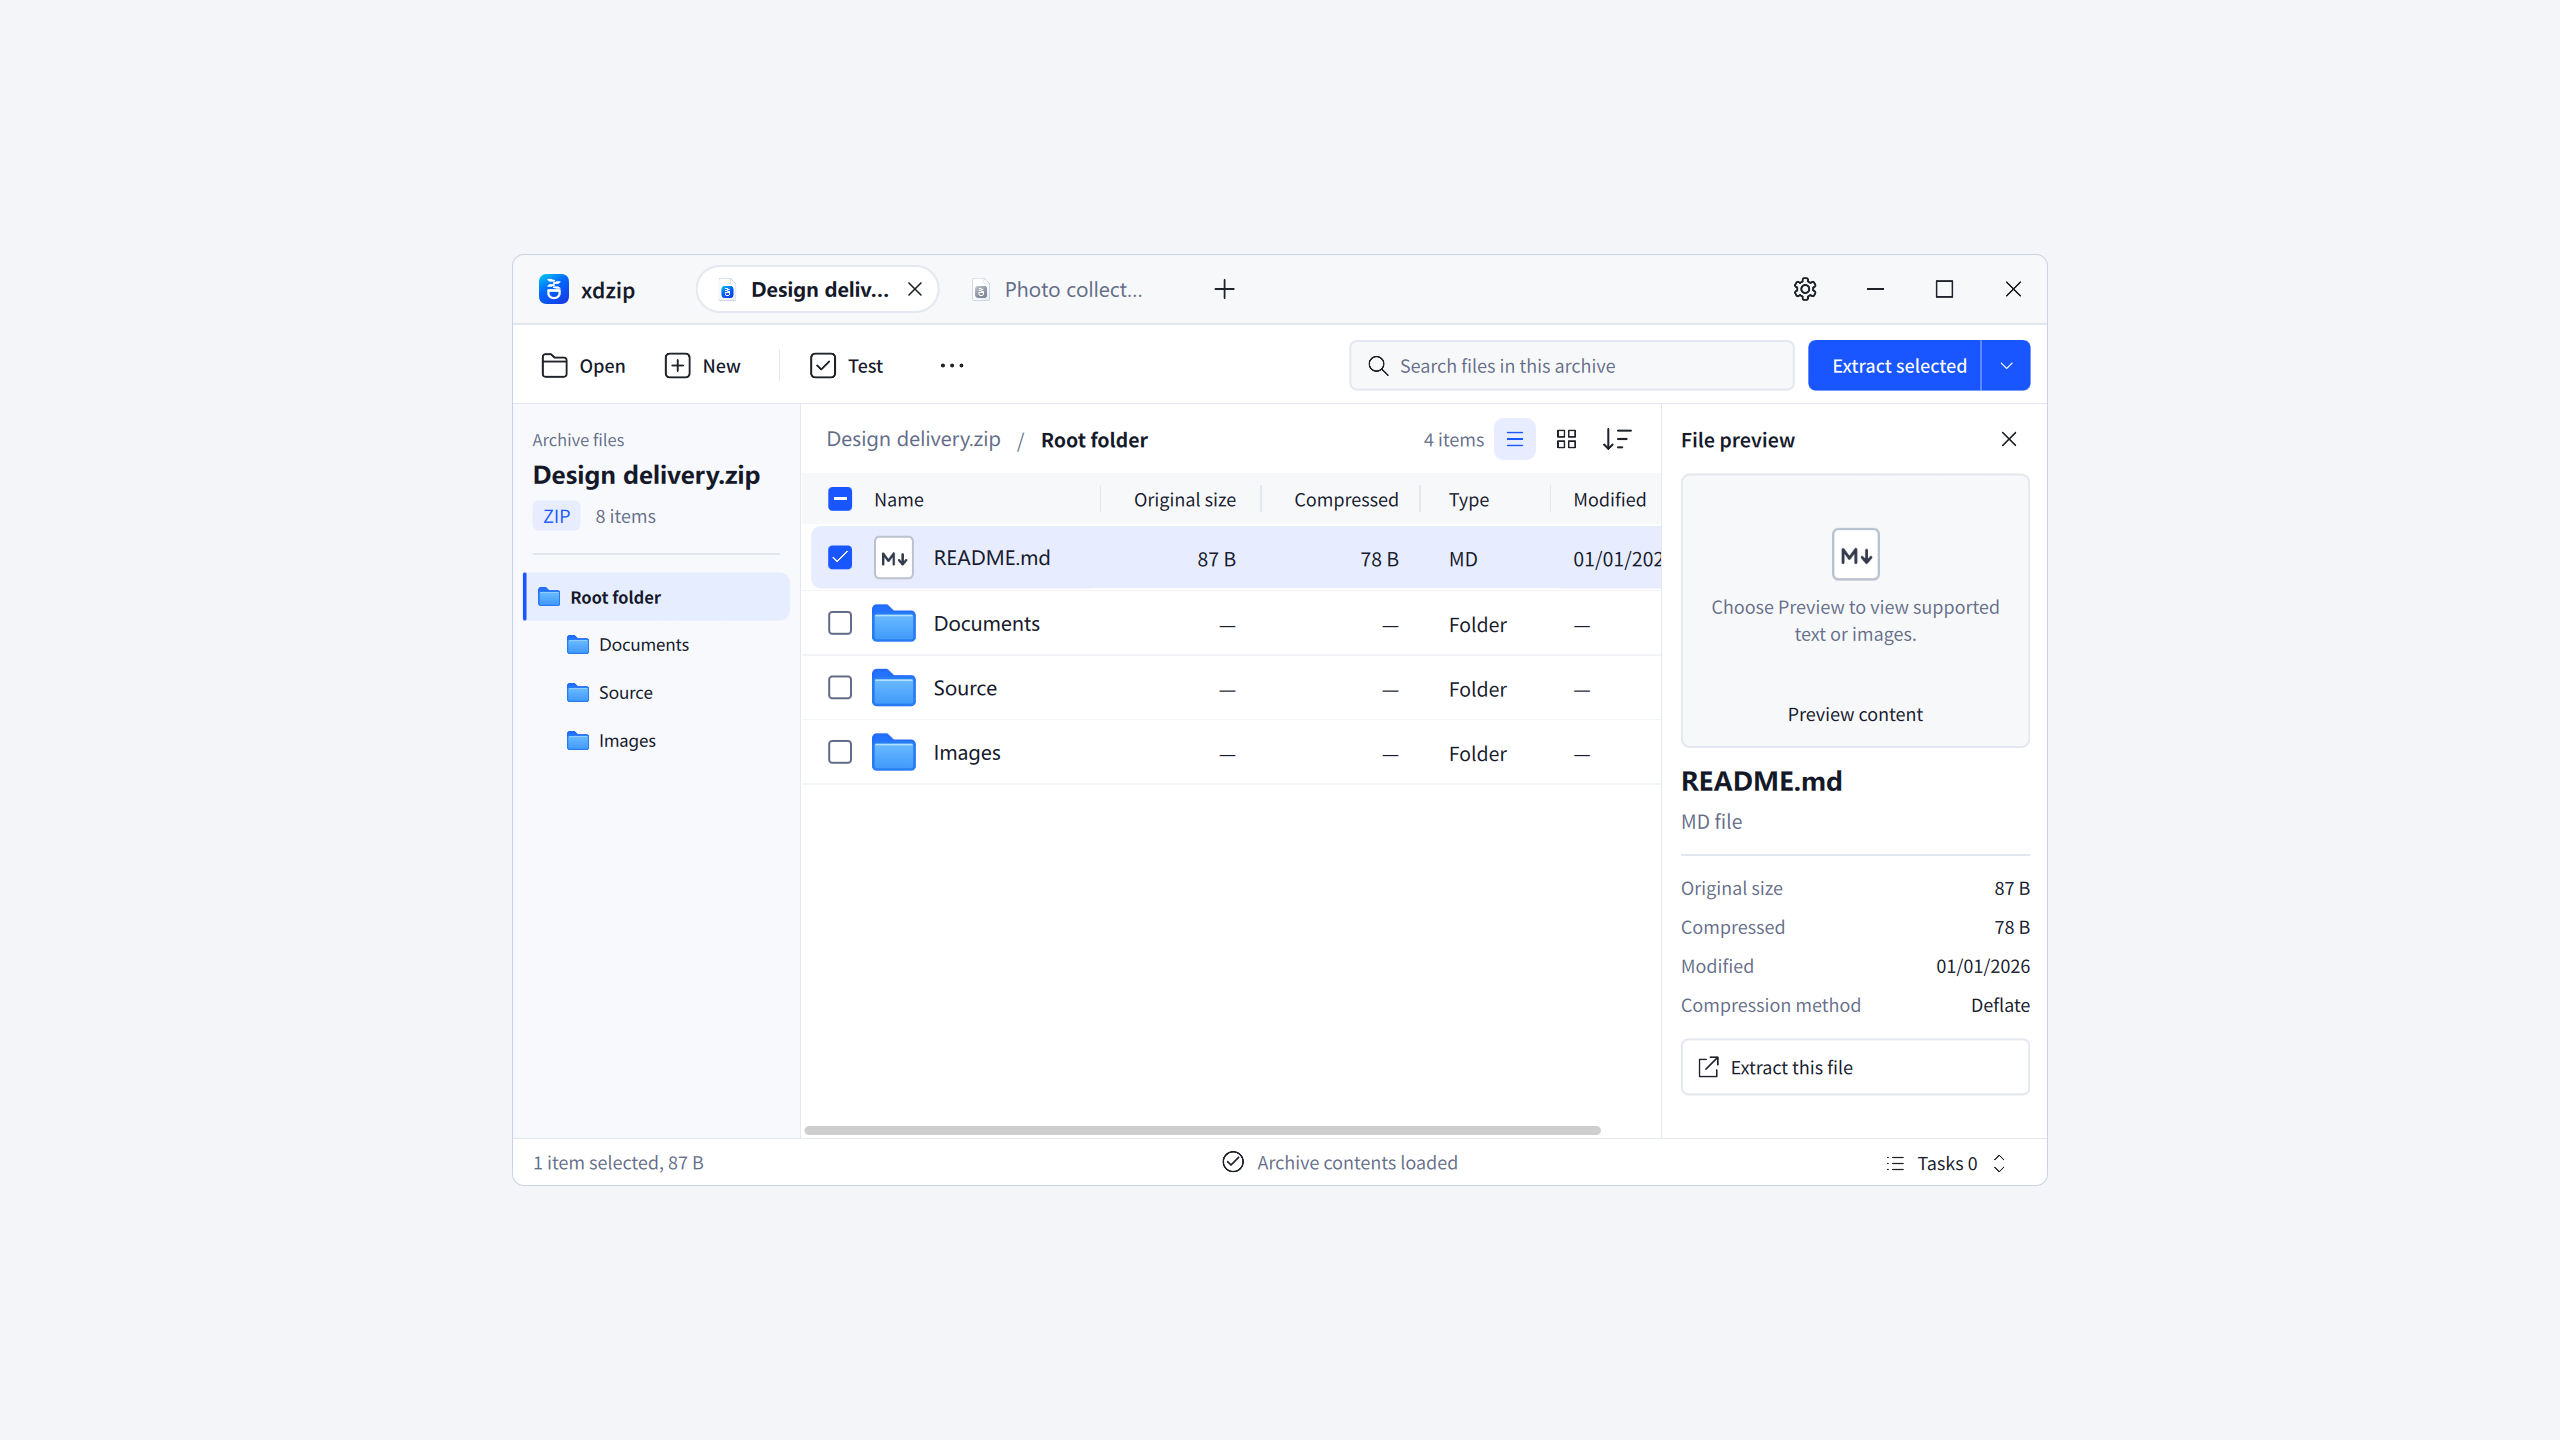 xdzip
Design deliv...
Photo collect...
Open
New
Test
Search files in this archive
Extract selected
Archive files
Design delivery.zip
ZIP
8 items
Root folder
Documents
Source
Images
Design delivery.zip / Root folder
4 items
Name
Original size
Compressed
Type
Modified
README.md
87 B
78 B
MD
01/01/202
Documents
—
—
Folder
—
Source
—
—
Folder
—
Images
—
—
Folder
—
File preview
M
Choose Preview to view supported
text or images.
Preview content
README.md
MD file
Original size
87 B
Compressed
78 B
Modified
01/01/2026
Compression method
Deflate
Extract this file
1 item selected, 87 B
Archive contents loaded
Tasks 0